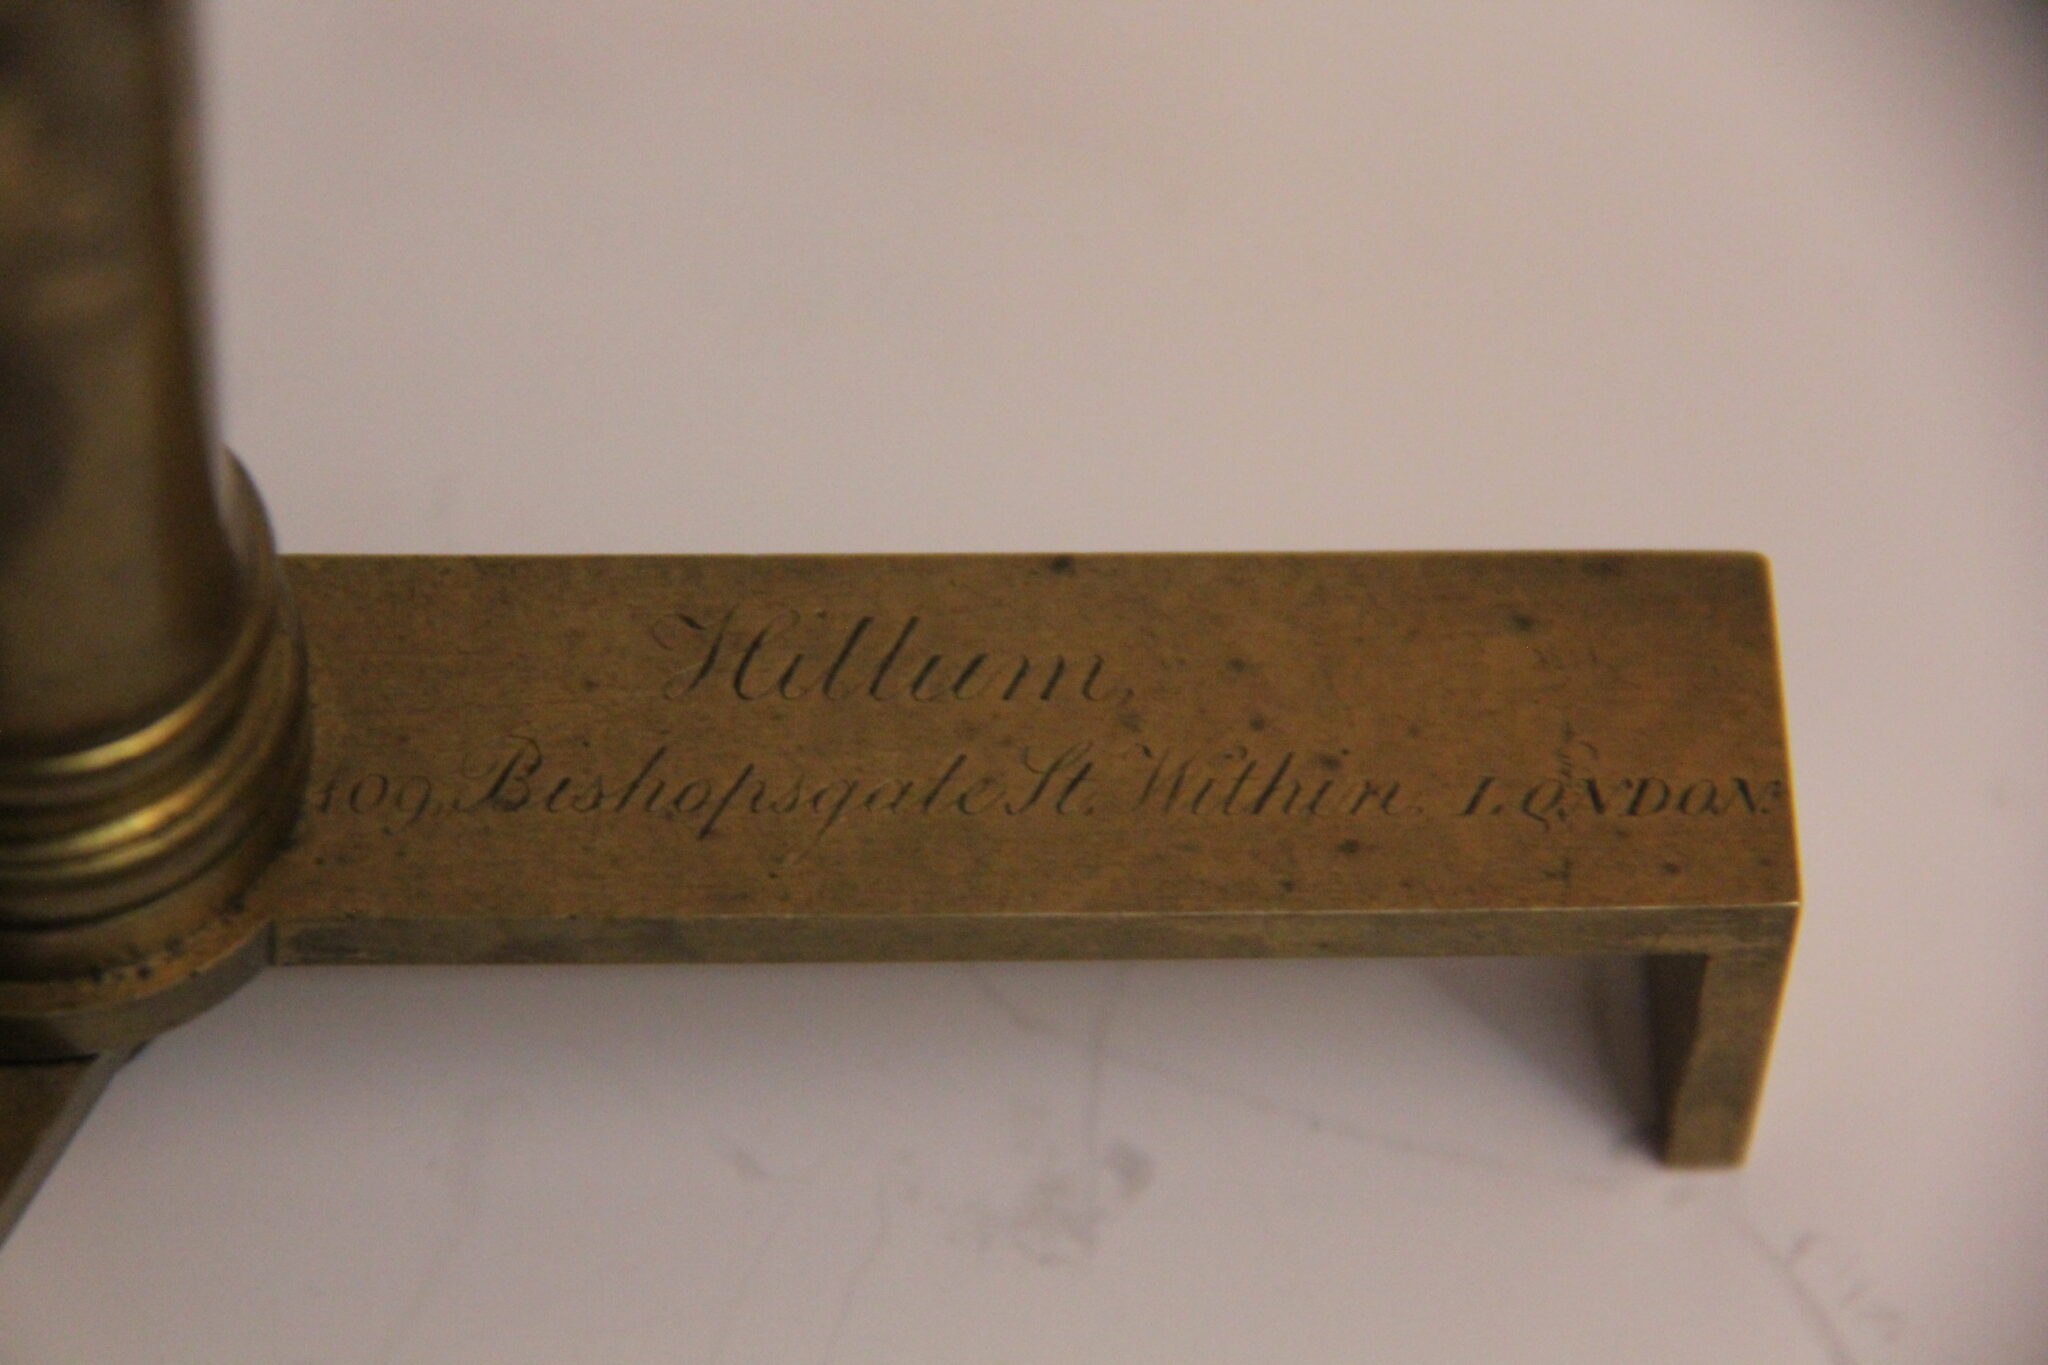 Hillum,
109, Bishopsgate St. Within. LONDON.